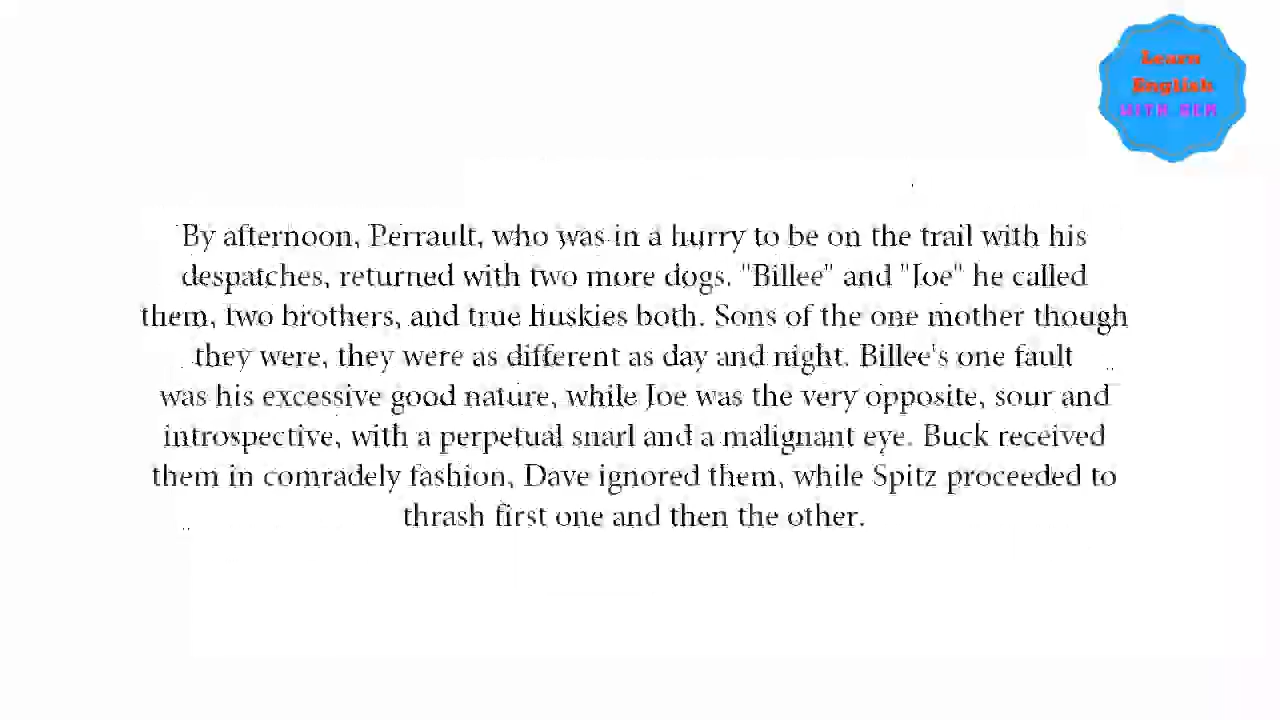 Learn
English
WITH GEM
By afternoon, Perrault, who was in a hurry to be on the trail with his
despatches, returned with two more dogs. "Billee" and "Joe" he called
them, two brothers, and true huskies both. Sons of the one mother though
they were, they were as different as day and night. Billee's one fault
was his excessive good nature, while Joe was the very opposite, sour and
introspective, with a perpetual snarl and a malignant eye. Buck received
them in comradely fashion, Dave ignored them, while Spitz proceeded to
thrash first one and then the other.